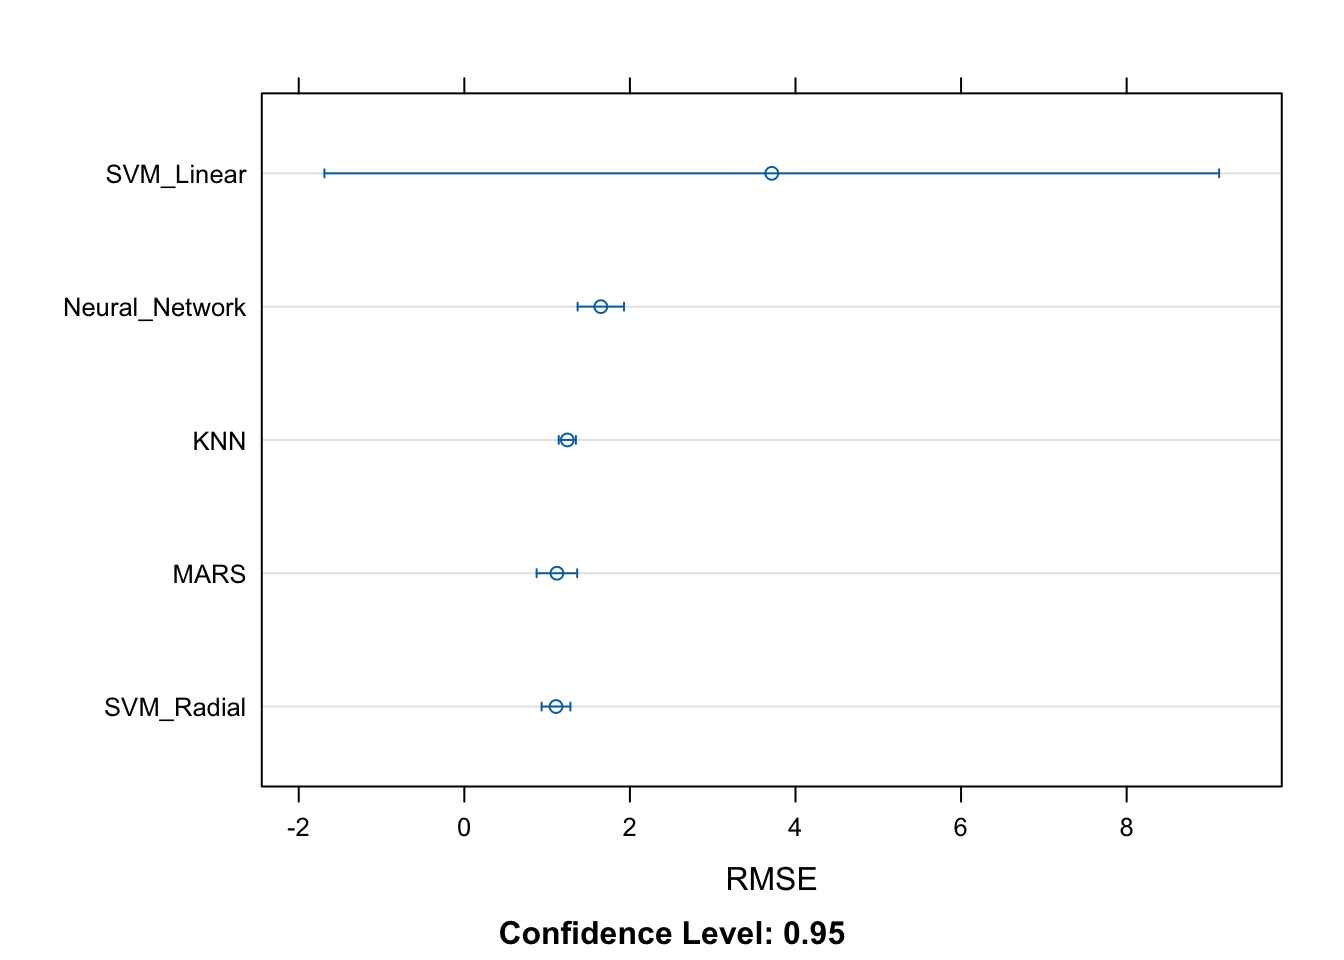 SVM_Linear
Neural_Network
KNN
MARS
SVM_Radial
-2 0 2 4 6 8
RMSE
Confidence Level: 0.95